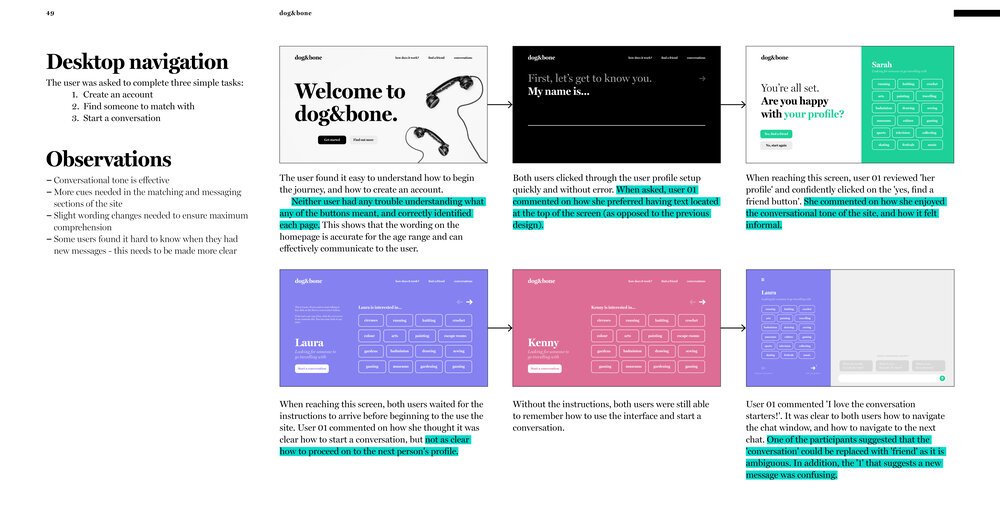 49
dog&bone
Desktop navigation
The user was asked to complete three simple tasks:
1. Create an account
2. Find someone to match with
3. Start a conversation
Observations
– Conversational tone is effective
– More cues needed in the matching and messaging
sections of the site
– Slight wording changes needed to ensure maximum
comprehension
– Some users found it hard to know when they had
new messages - this needs to be made more clear
dog&bone
how does it work? find a friend conversations
Welcome to
dog&bone.
Get started Find out more
The user found it easy to understand how to begin
the journey, and how to create an account.
Neither user had any trouble understanding what
any of the buttons meant, and correctly identified
each page. This shows that the wording on the
homepage is accurate for the age range and can
effectively communicate to the user.
dog&bone
how does it work? find a friend conversations
First, let's get to know you.
My name is...
Both users clicked through the user profile setup
quickly and without error. When asked, user 01
commented on how she preferred having text located
at the top of the screen (as opposed to the previous
design).
dog&bone
You're all set.
Are you happy
with your profile?
Yes, find a friend
No, start again
Sarah
Looking for someone to go travelling with
running knitting crochet
arts painting travelling
badminton drawing sewing
museums culture gaming
sports television collecting
skating festivals music
When reaching this screen, user 01 reviewed 'her
profile' and confidently clicked on the 'yes, find a
friend button'. She commented on how she enjoyed
the conversational tone of the site, and how it felt
informal.
dog&bone
how does it work? find a friend conversations
Laura is interested in...
Laura
Looking for someone to
go travelling with
Start a conversation
circuses running knitting crochet
colour arts painting escape rooms
gardens badminton drawing sewing
gaming museums gardening gaming
When reaching this screen, both users waited for the
instructions to arrive before beginning to the use the
site. User 01 commented on how she thought it was
clear how to start a conversation, but not as clear
how to proceed on to the next person's profile.
dog&bone
how does it work? find a friend conversations
Kenny is interested in...
Kenny
Looking for someone to
go travelling with
Start a conversation
circuses running knitting crochet
colour arts painting escape rooms
gardens badminton drawing sewing
gaming museums gardening gaming
Without the instructions, both users were still able
to remember how to use the interface and start a
conversation.
Laura
Looking for someone to go travelling with
running knitting crochet
arts painting travelling
badminton drawing sewing
museums culture gaming
sports television collecting
skating festivals music
User 01 commented 'I love the conversation
starters!'. It was clear to both users how to navigate
the chat window, and how to navigate to the next
chat. One of the participants suggested that the
'conversation' could be replaced with 'friend' as it is
ambiguous. In addition, the '1' that suggests a new
message was confusing.